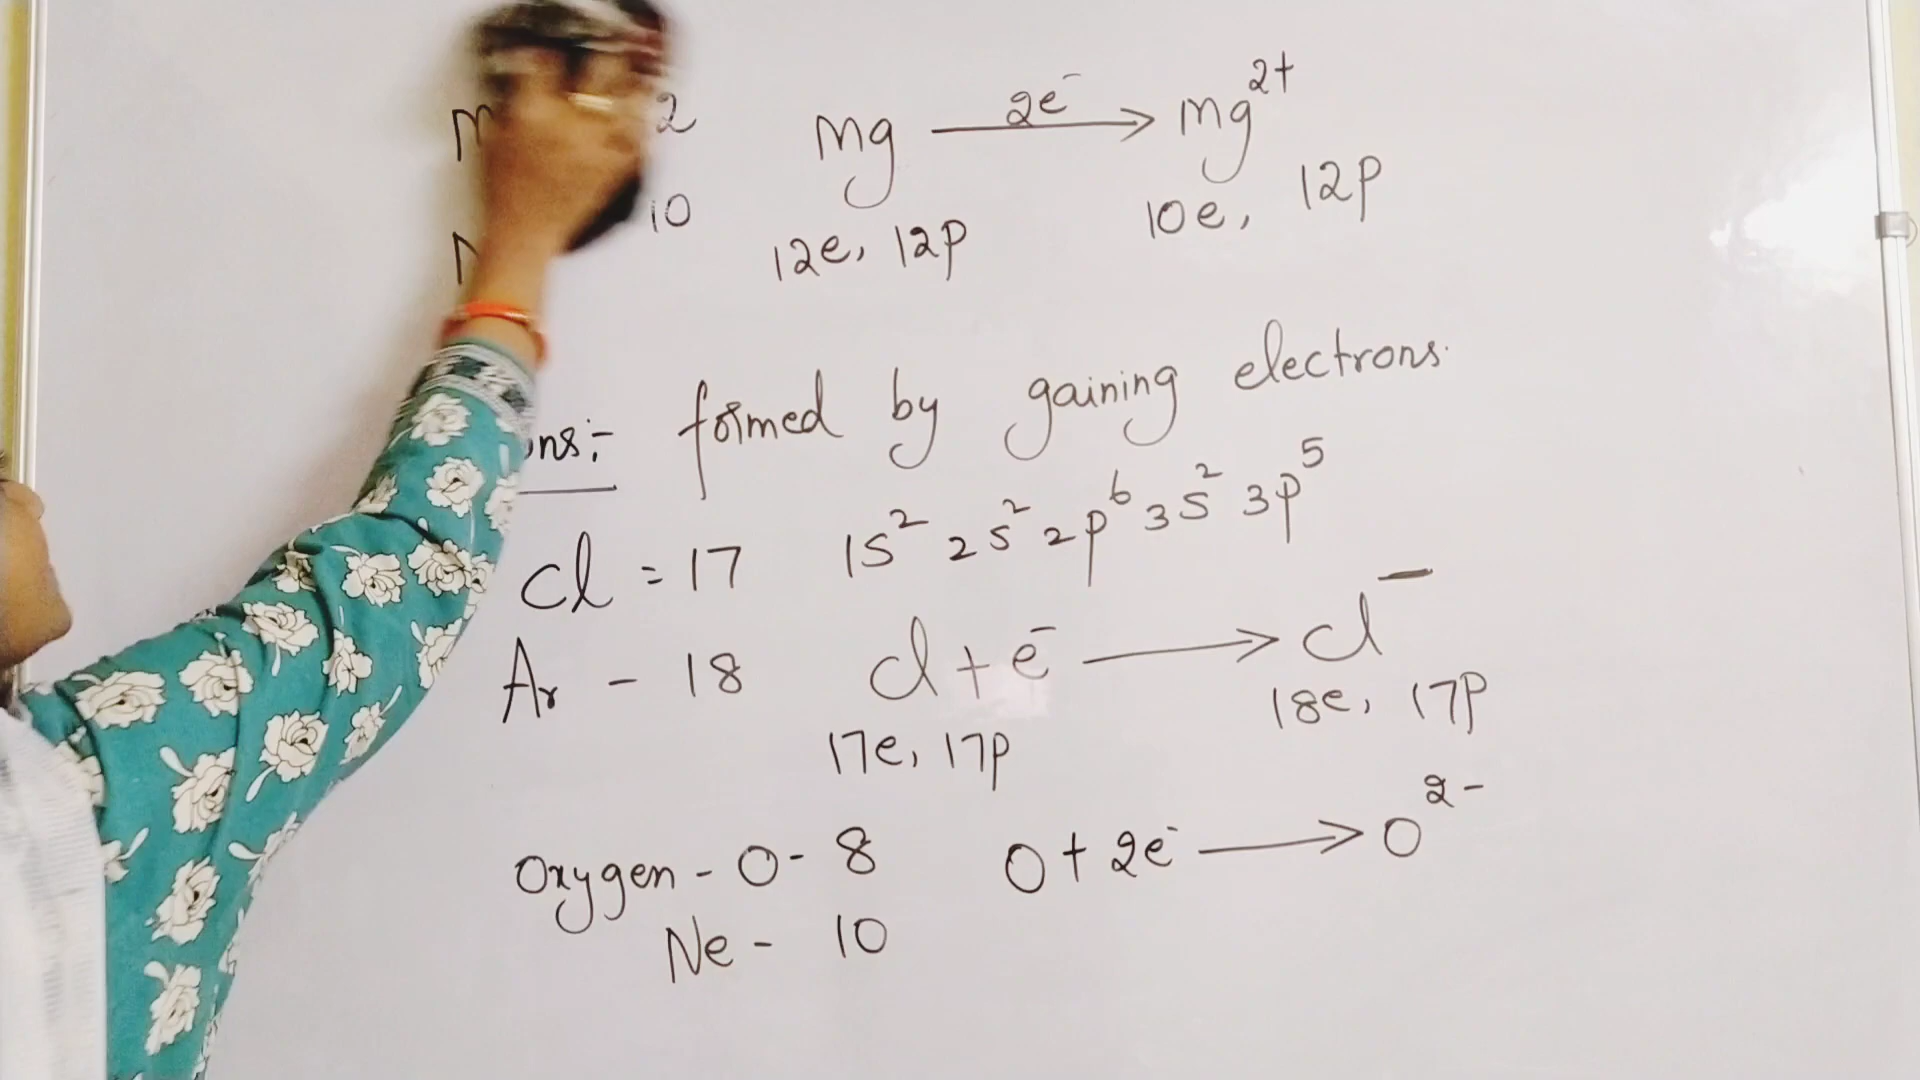 2 Mg 2e⁻ → Mg²⁺
10 12e, 12p 10e, 12p
formed by gaining electrons.
Cl = 17 1s² 2s² 2p⁶ 3s² 3p⁵
Ar - 18 Cl + e⁻ → Cl⁻
17e, 17p 18e, 17p
Oxygen - O - 8 O + 2e⁻ → O²⁻
Ne - 10